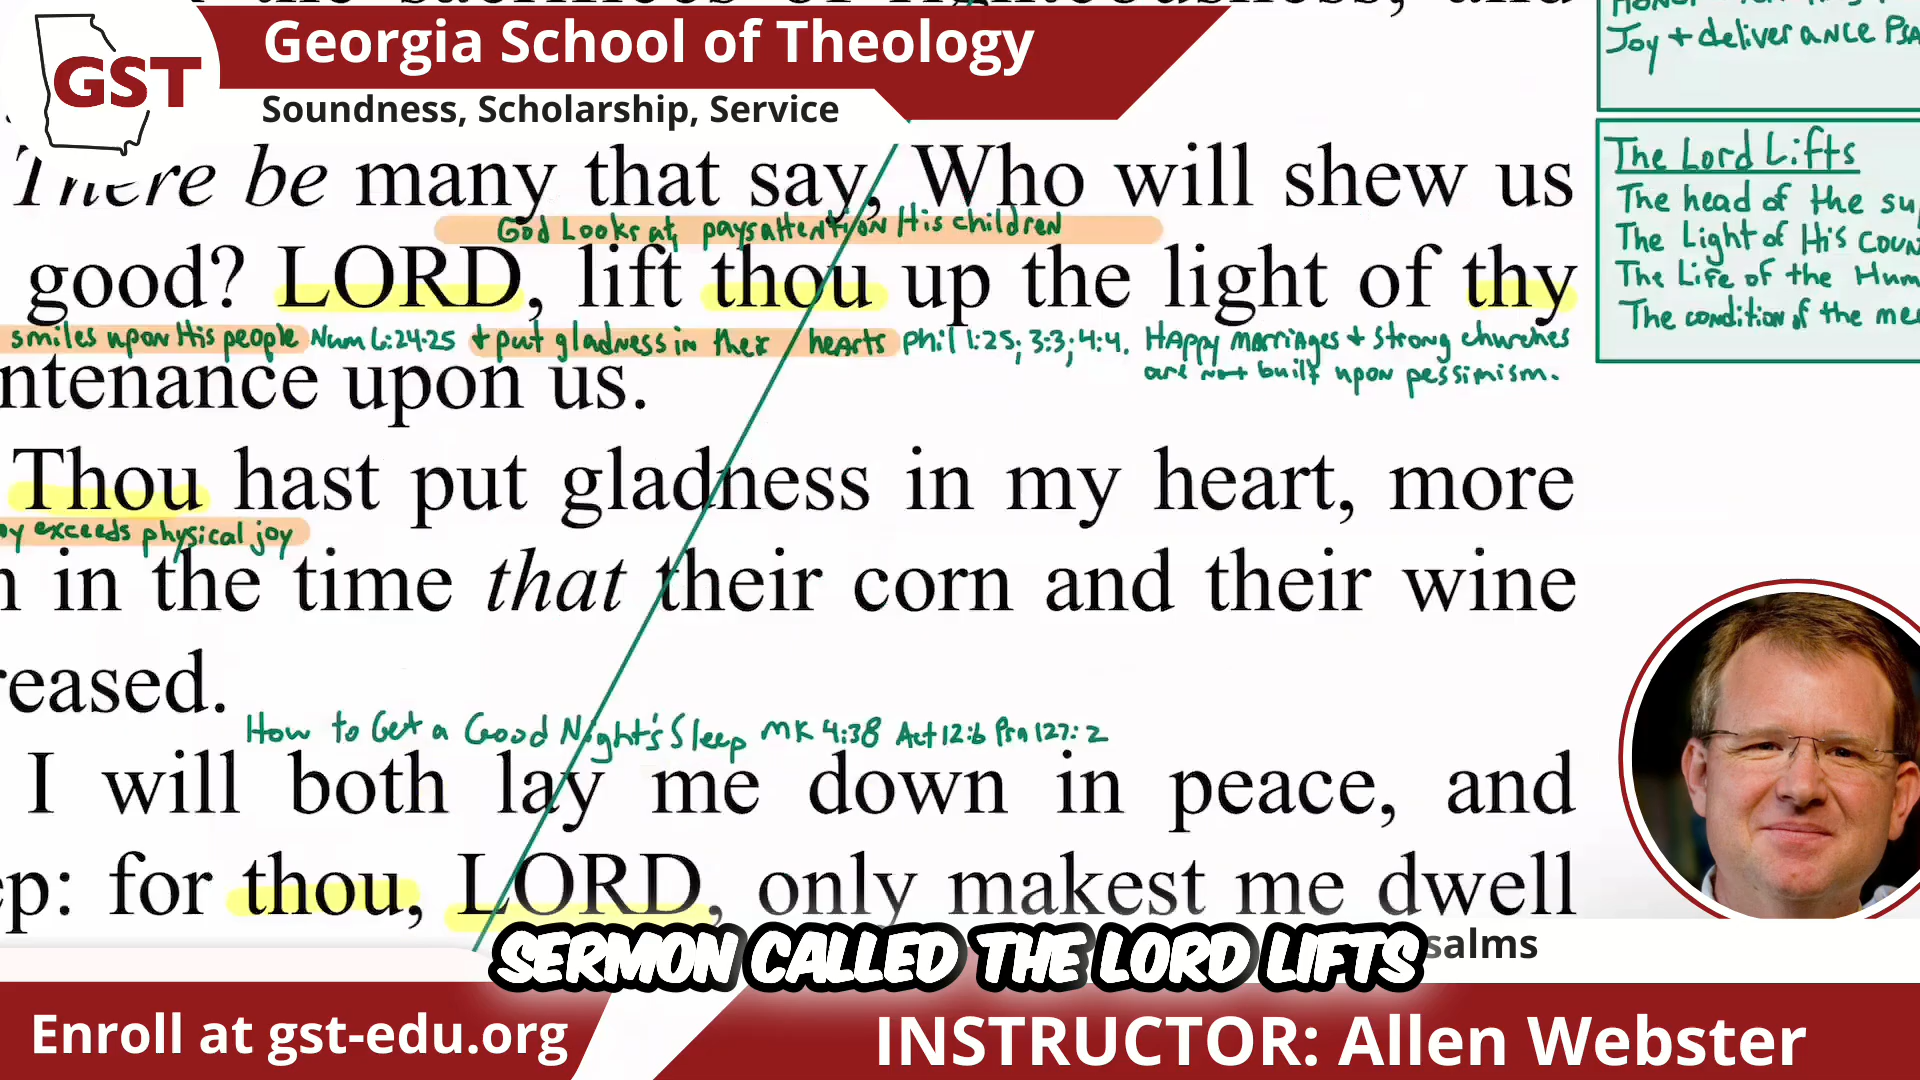 the sacrifices of righteousness, and
GST
Georgia School of Theology
Soundness, Scholarship, Service
Joy + deliverance
There be many that say, Who will shew us
God Looks at, pays attention His children
good? LORD, lift thou up the light of thy
smiles upon His people Num 6:24-25 + put gladness in their hearts Phil 1:25; 3:3; 4:4. Happy marriages + strong churches
are not built upon pessimism.
ntenance upon us.
Thou hast put gladness in my heart, more
exceeds physical joy
in the time that their corn and their wine
reased.
How to Get a Good Night's Sleep MK 4:38 Act 12:6 Psa 127:2
I will both lay me down in peace, and
ep: for thou, LORD, only makest me dwell
The Lord Lifts
The head of the
The Light of His
The Life of the
The condition of the
salms
SERMON CALLED THE LORD LIFTS
Enroll at gst-edu.org
INSTRUCTOR: Allen Webster